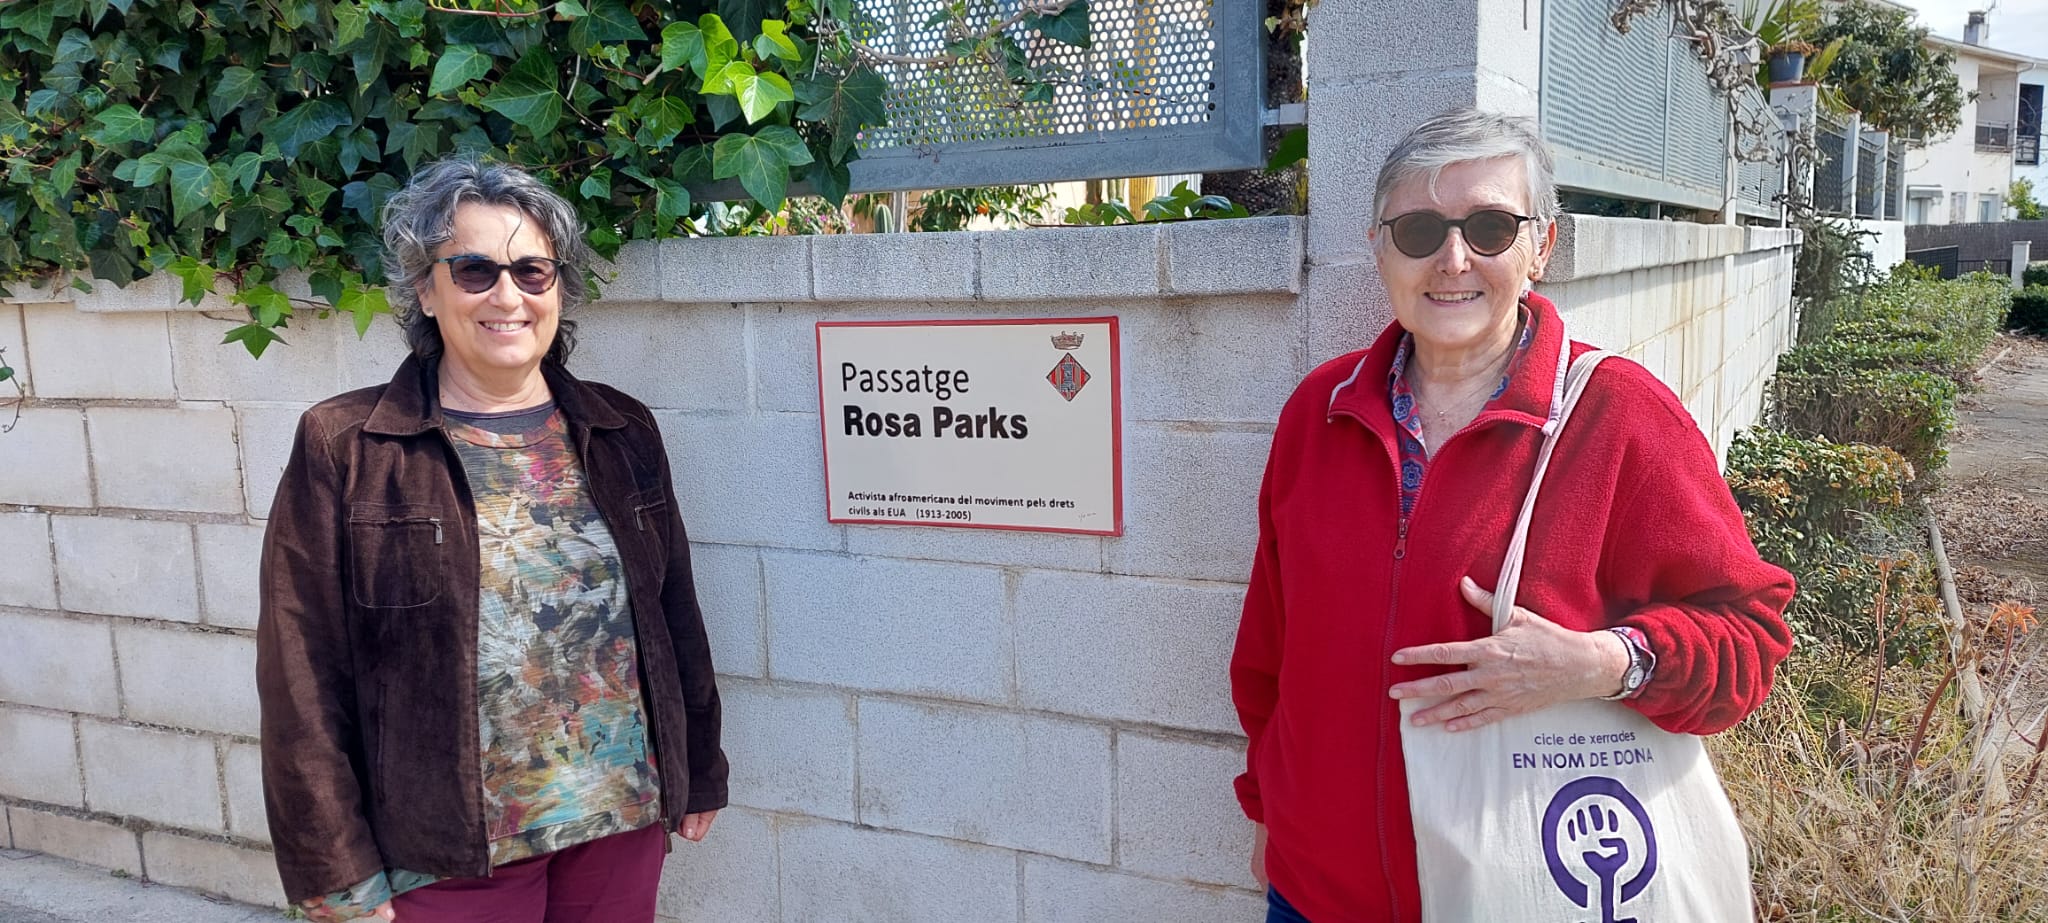 Passatge
Rosa Parks
Activista afroamericana del moviment pels drets
civils als EUA (1913-2005)
cicle de xerrades
EN NOM DE DONA